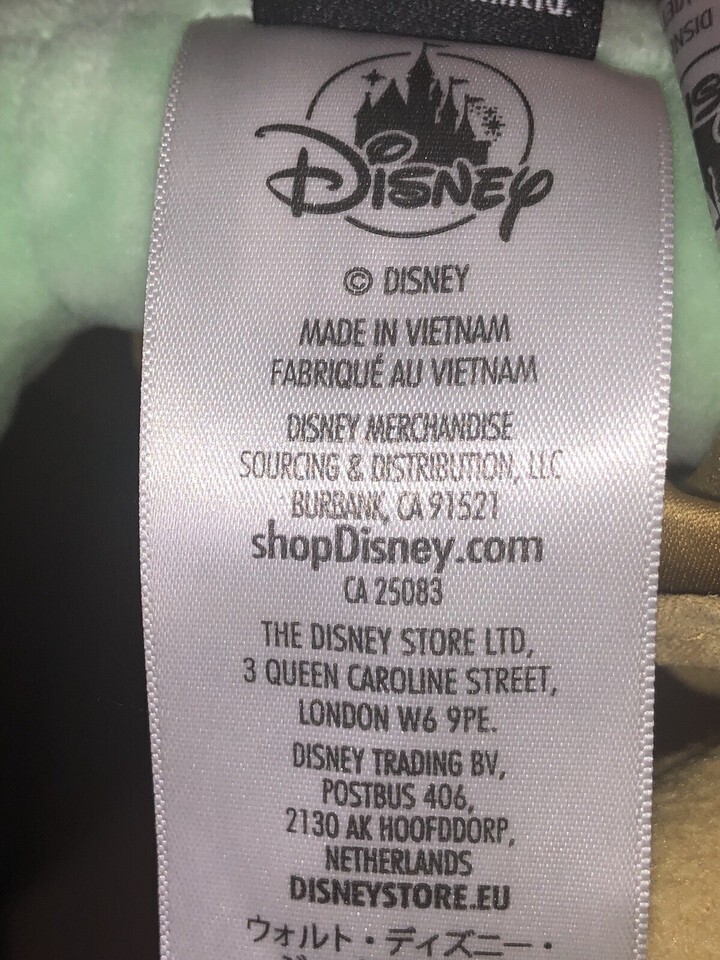 DISNEY
© DISNEY
MADE IN VIETNAM
FABRIQUÉ AU VIETNAM
DISNEY MERCHANDISE
SOURCING & DISTRIBUTION, LLC
BURBANK, CA 91521
shopDisney.com
CA 25083
THE DISNEY STORE LTD,
3 QUEEN CAROLINE STREET,
LONDON W6 9PE.
DISNEY TRADING BV,
POSTBUS 406,
2130 AK HOOFDDORP,
NETHERLANDS
DISNEYSTORE.EU
ウォルト・ディズニー・